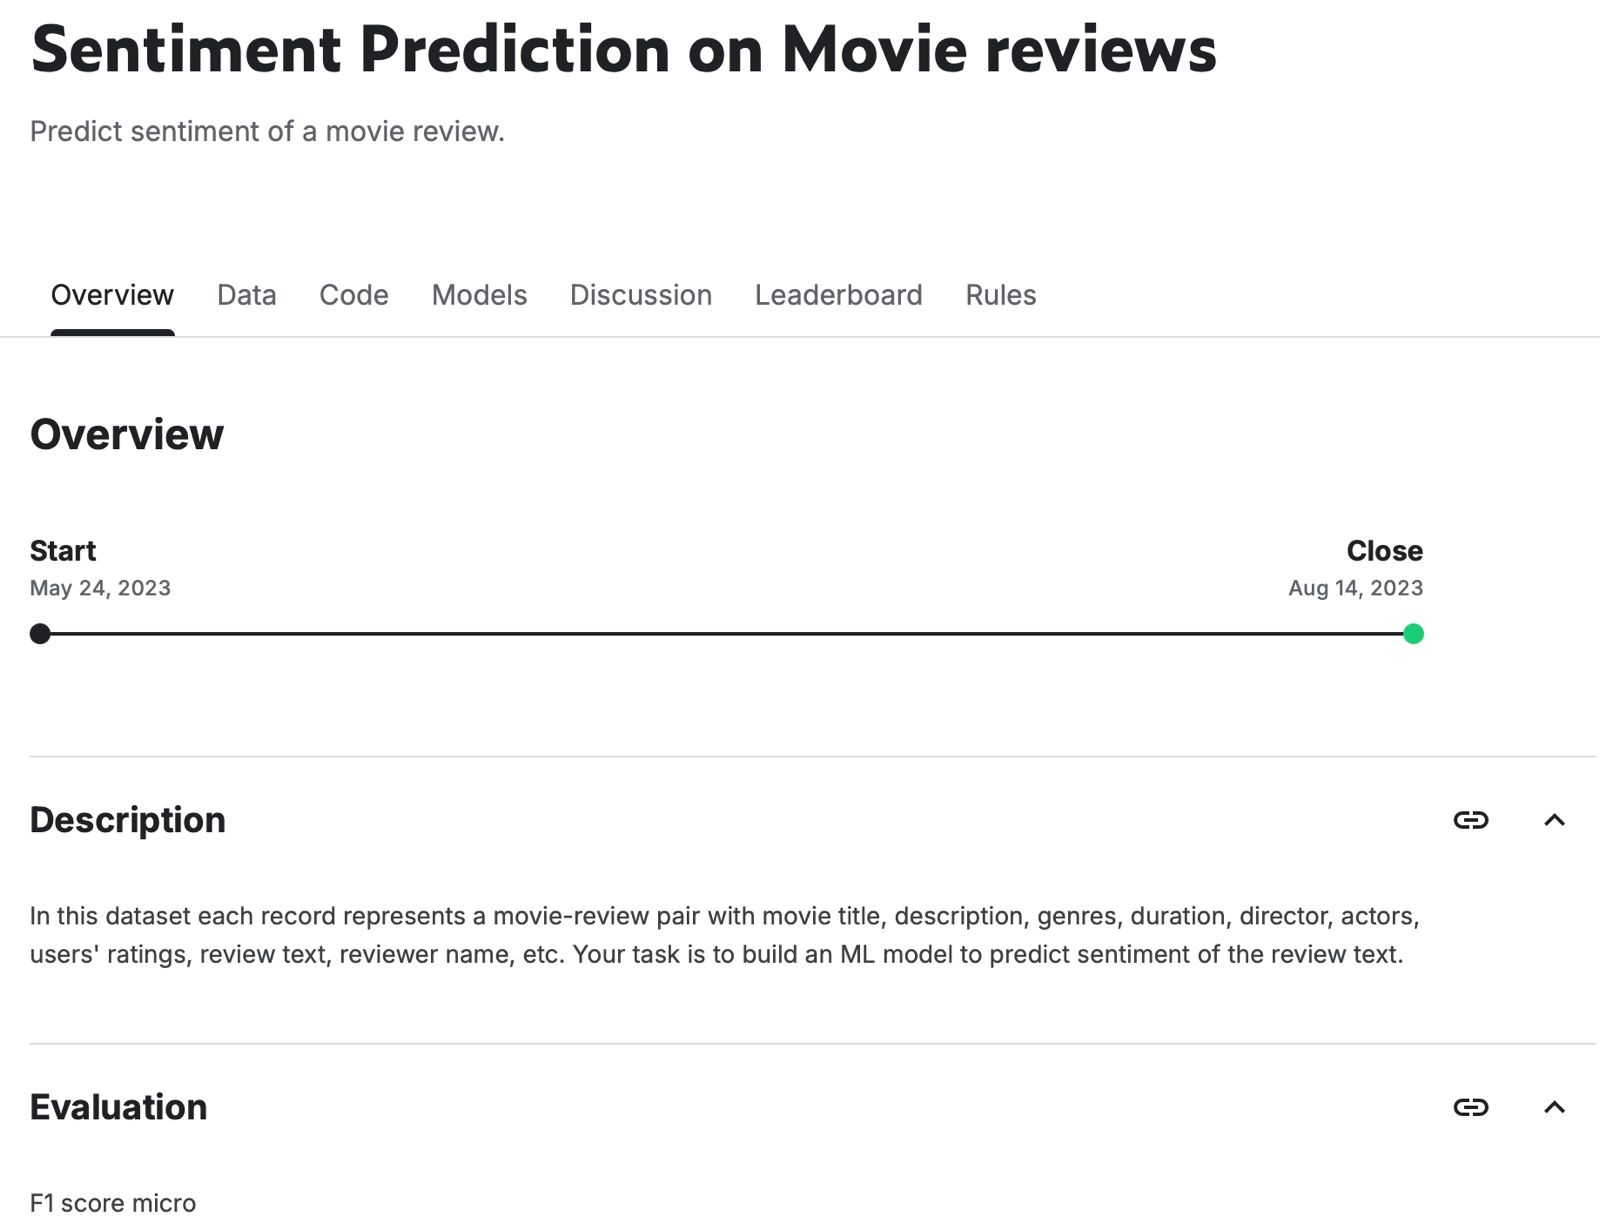 Sentiment Prediction on Movie reviews
Predict sentiment of a movie review.
Overview Data Code Models Discussion Leaderboard Rules
Overview
Start Close
May 24, 2023 Aug 14, 2023
Description
In this dataset each record represents a movie-review pair with movie title, description, genres, duration, director, actors,
users' ratings, review text, reviewer name, etc. Your task is to build an ML model to predict sentiment of the review text.
Evaluation
F1 score micro